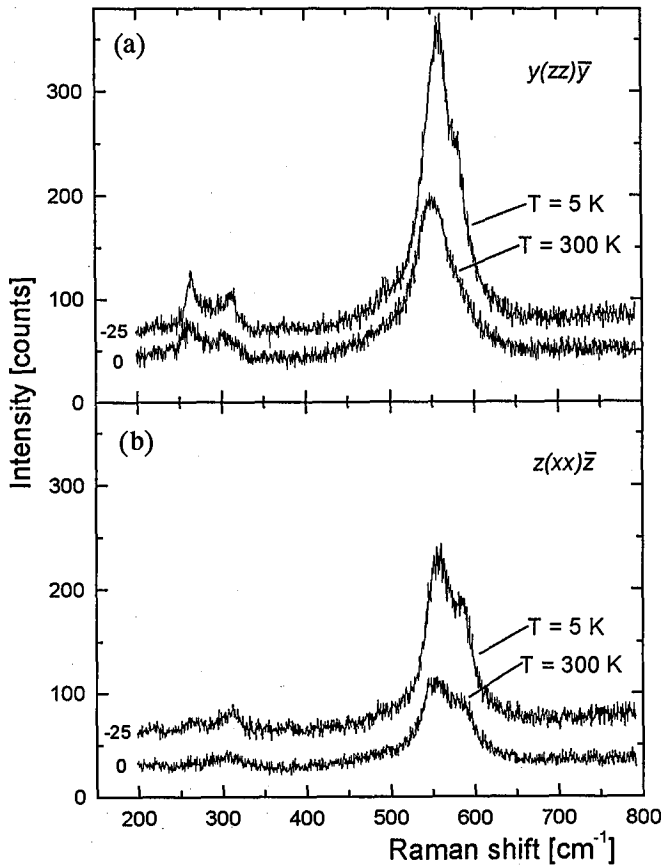 (a)
y(zz)ȳ
300
T = 5 K
200
T = 300 K
100
-25
0
0
Intensity [counts]
(b)
z(xx)z̄
300
200
T = 5 K
T = 300 K
100
-25
0
0
200 300 400 500 600 700 800
Raman shift [cm⁻¹]